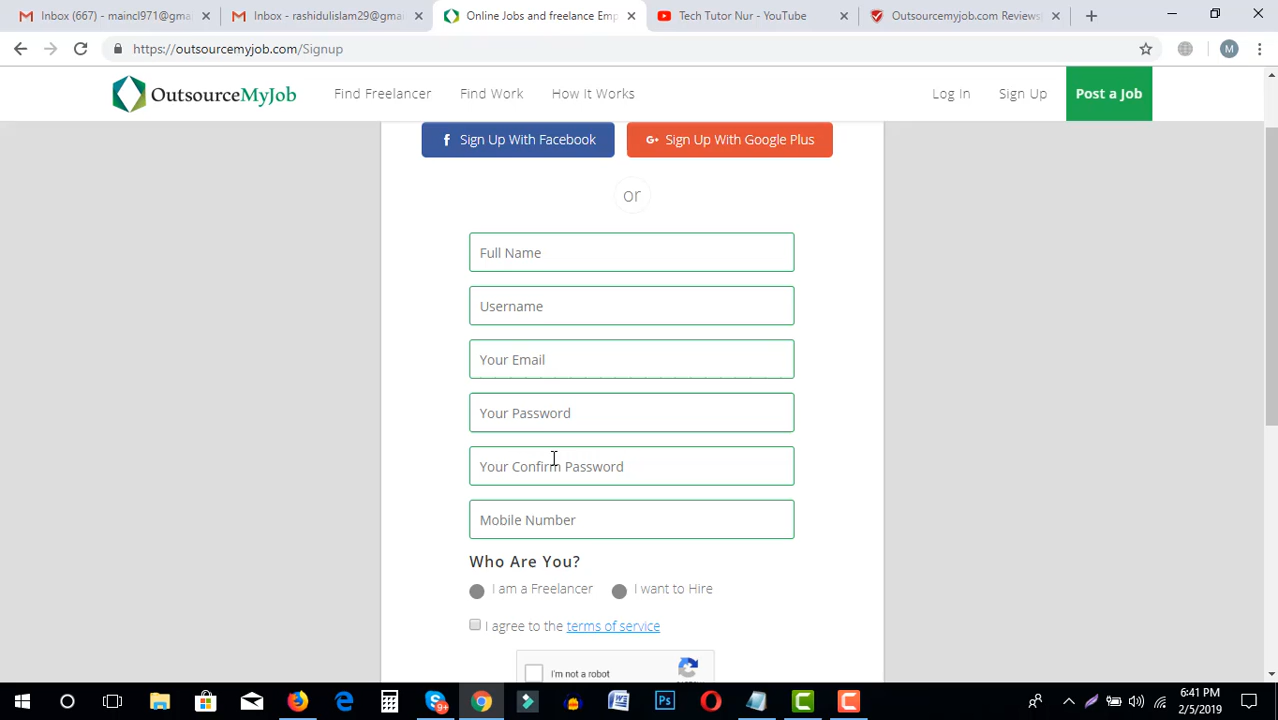 Inbox (667) - maincl971@gmai
Inbox - rashidulislam29@gmai
Online Jobs and freelance Emp
Tech Tutor Nur - YouTube
Outsourcemyjob.com Reviews
https://outsourcemyjob.com/Signup
M
OutsourceMyJob
Find Freelancer
Find Work
How It Works
Log In
Sign Up
Post a Job
Sign Up With Facebook
Sign Up With Google Plus
or
Full Name
Username
Your Email
Your Password
Your Confirm Password
Mobile Number
Who Are You?
I am a Freelancer
I want to Hire
I agree to the terms of service
I'm not a robot
6:41 PM
2/5/2019